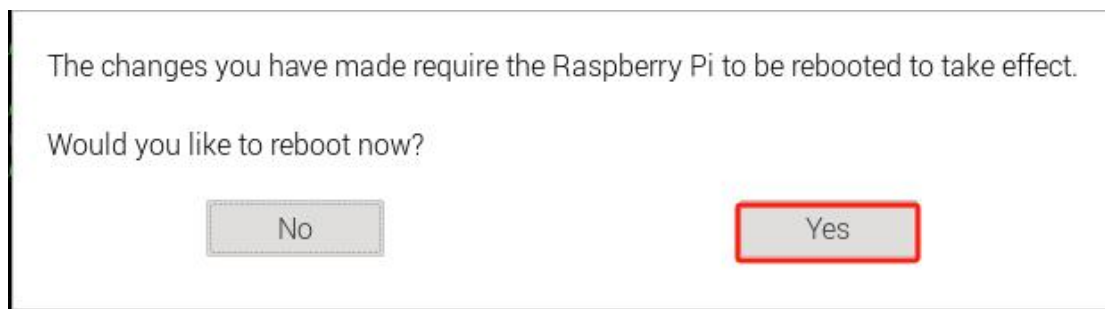 The changes you have made require the Raspberry Pi to be rebooted to take effect.
Would you like to reboot now?
No
Yes